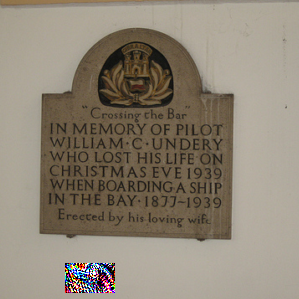 "Crossing the Bar"
IN MEMORY OF PILOT
WILLIAM · C · UNDERY
WHO LOST HIS LIFE ON
CHRISTMAS EVE 1939
WHEN BOARDING A SHIP
IN THE BAY · 1877-1939
Erected by his loving wife